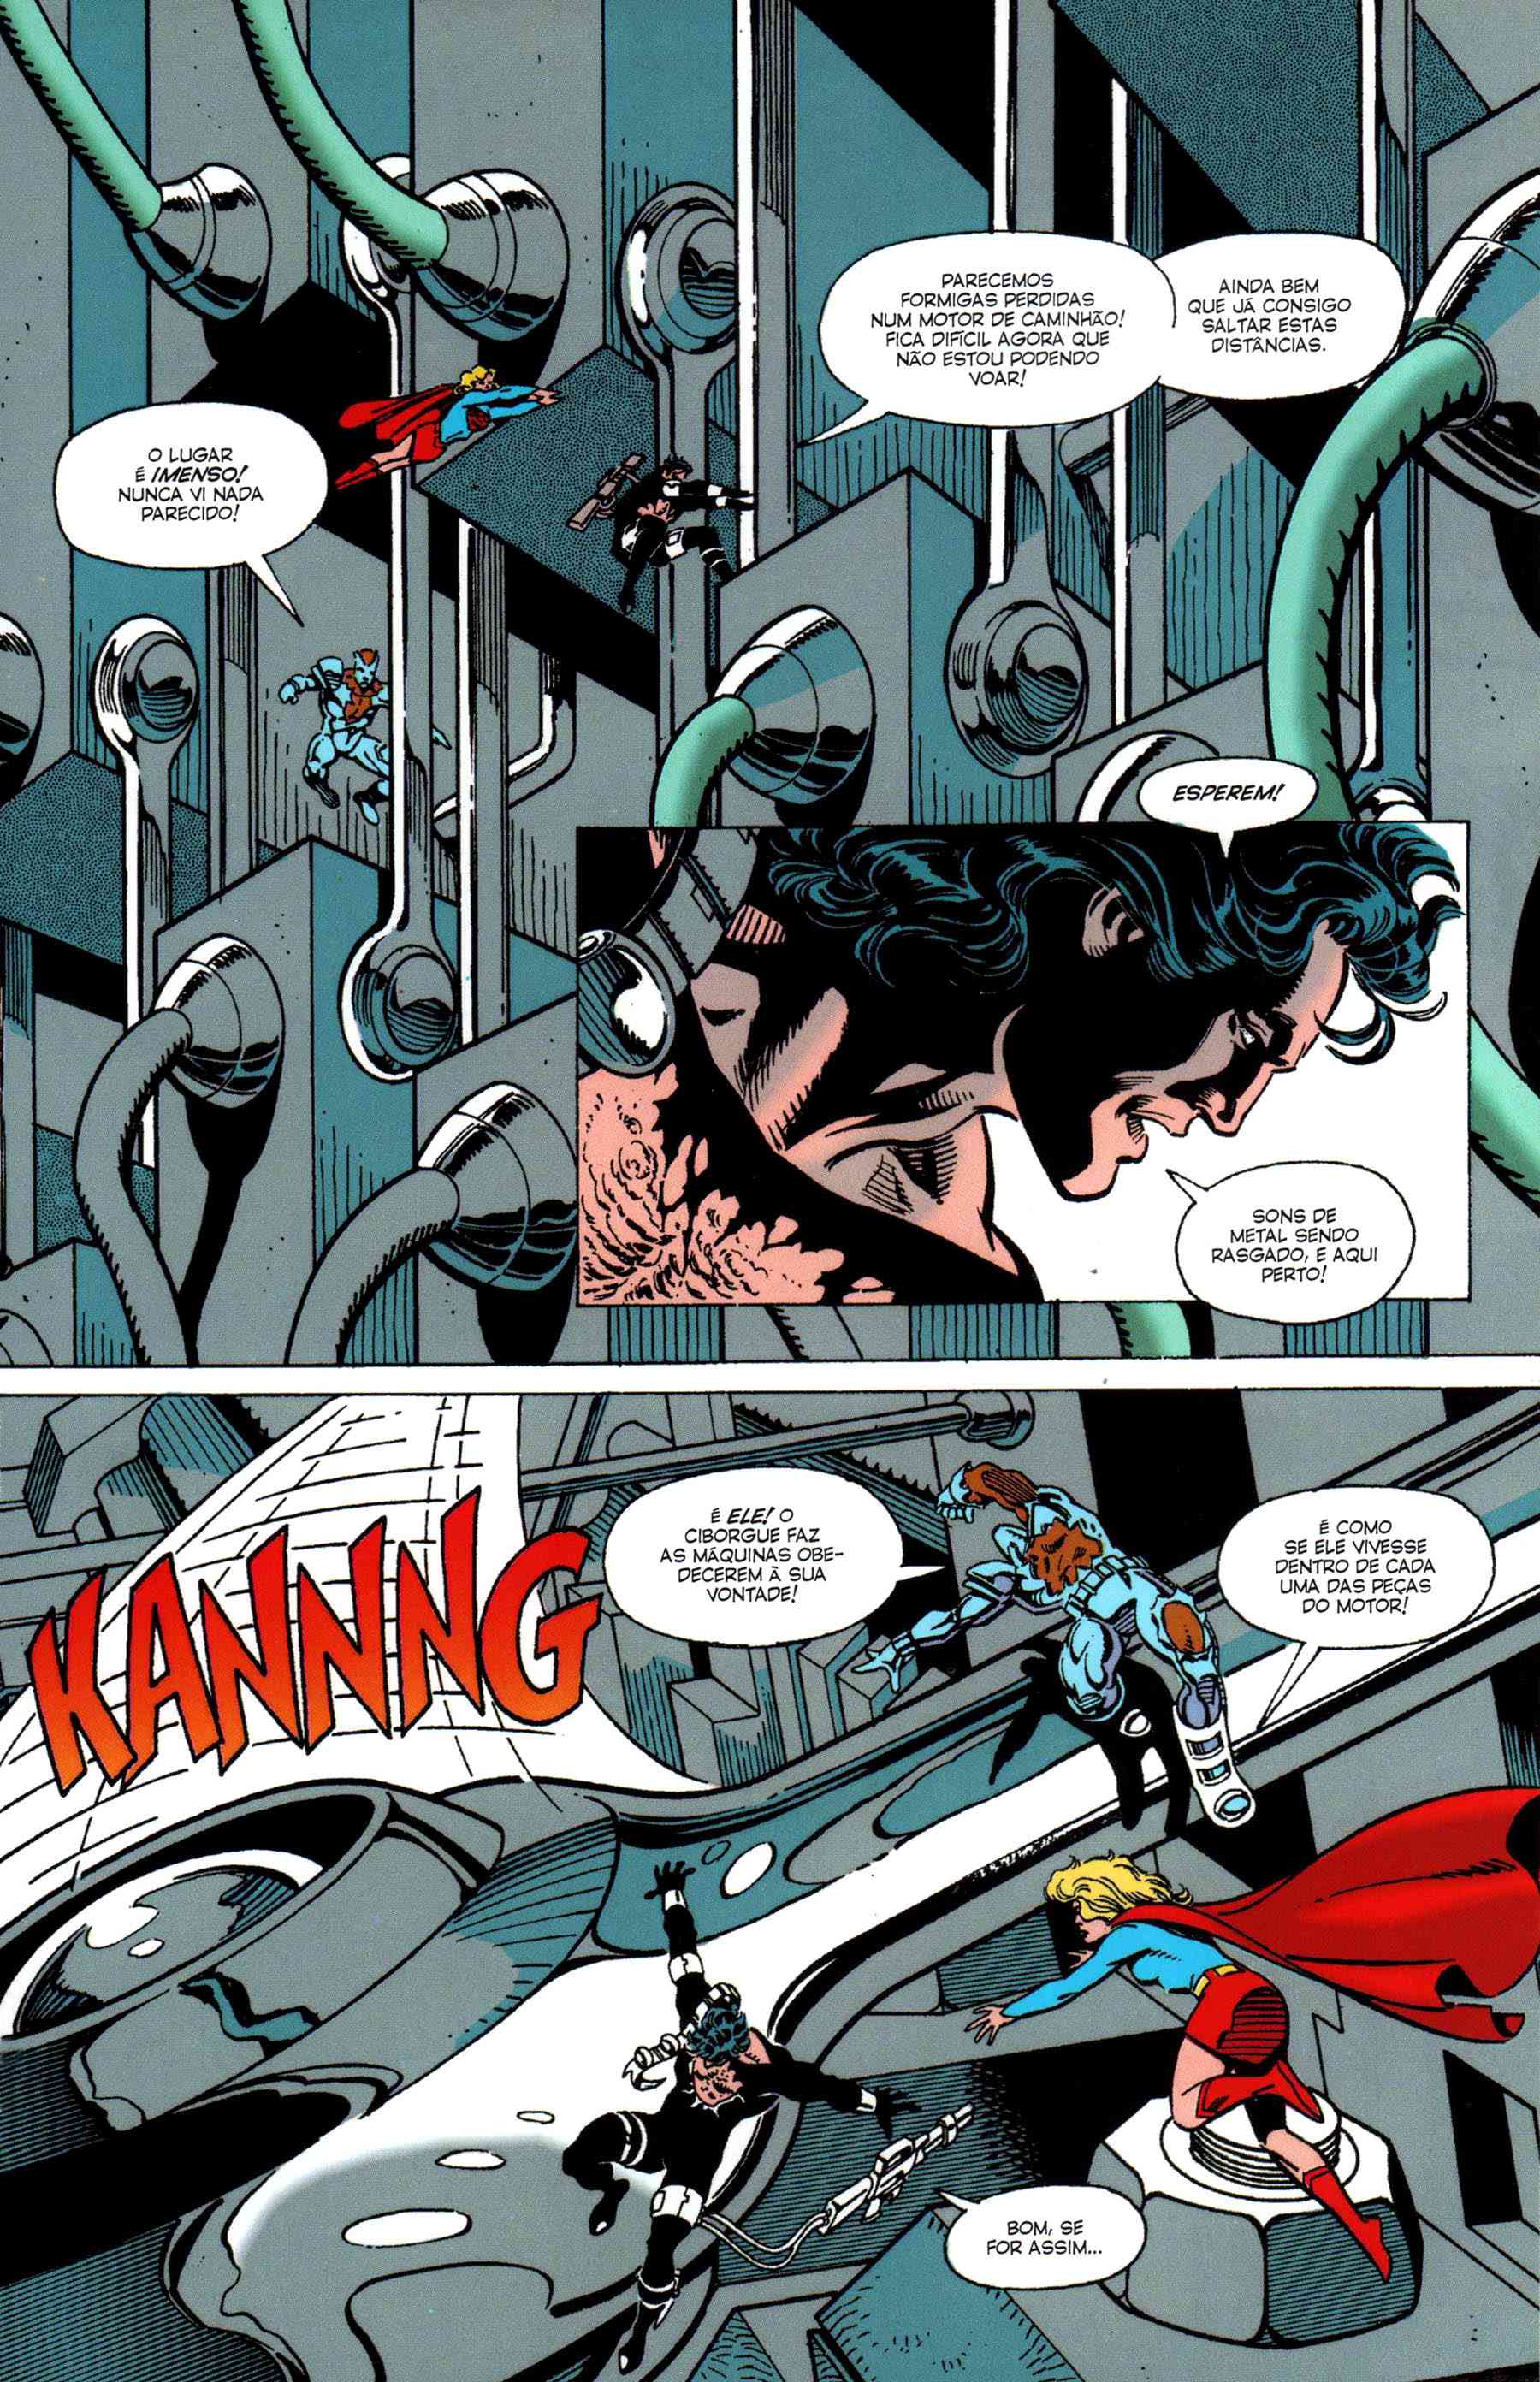 O LUGAR
É IMENSO!
NUNCA VI NADA
PARECIDO!
PARECEMOS
FORMIGAS PERDIDAS
NUM MOTOR DE CAMINHÃO!
FICA DIFÍCIL AGORA QUE
NÃO ESTOU PODENDO
VOAR!
AINDA BEM
QUE JÁ CONSIGO
SALTAR ESTAS
DISTÂNCIAS.
ESPEREM!
SONS DE
METAL SENDO
RASGADO, E AQUI
PERTO!
KANNNG
É ELE! O
CIBORGUE FAZ
AS MÁQUINAS OBE-
DECEREM À SUA
VONTADE!
É COMO
SE ELE VIVESSE
DENTRO DE CADA
UMA DAS PEÇAS
DO MOTOR!
BOM, SE
FOR ASSIM...